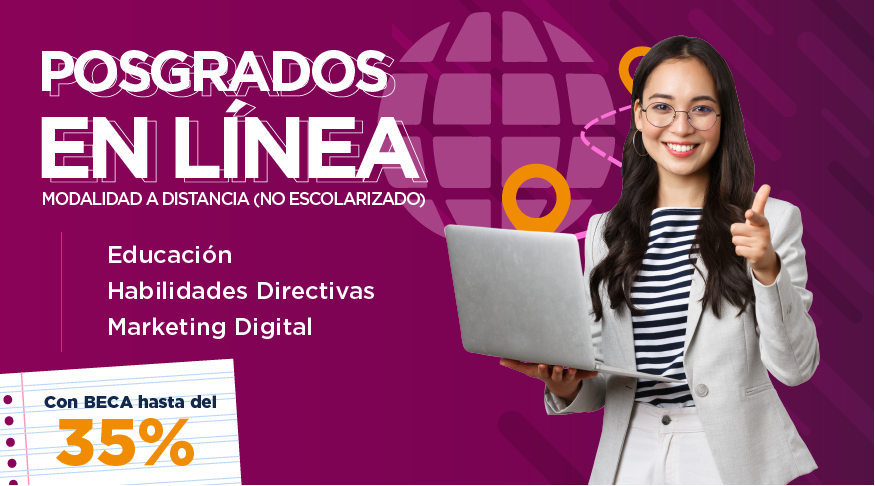 POSGRADOS
EN LÍNEA
MODALIDAD A DISTANCIA (NO ESCOLARIZADO)
Educación
Habilidades Directivas
Marketing Digital
Con BECA hasta del
35%